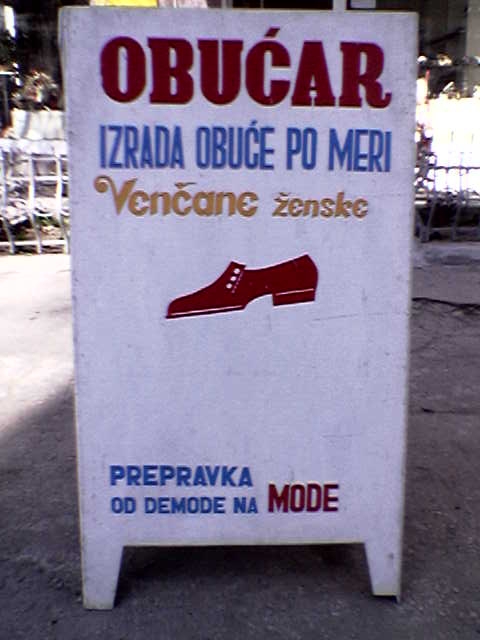 OBUĆAR
IZRADA OBUĆE PO MERI
Venčane ženske
PREPRAVKA
OD DEMODE NA MODE